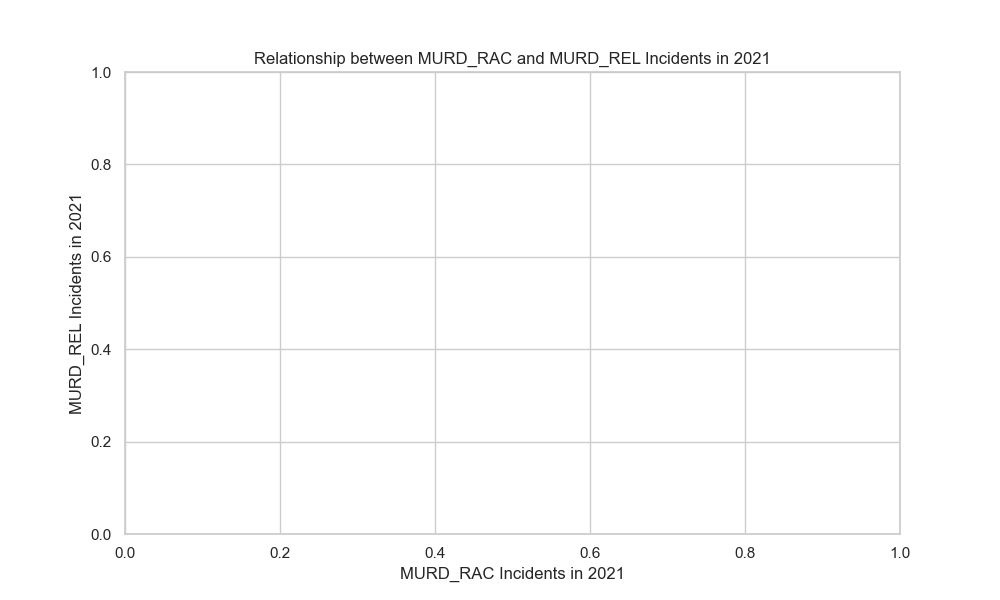 Relationship between MURD_RAC and MURD_REL Incidents in 2021
1.0
0.8
0.6
0.4
0.2
0.0
MURD_REL Incidents in 2021
0.0 0.2 0.4 0.6 0.8 1.0
MURD_RAC Incidents in 2021